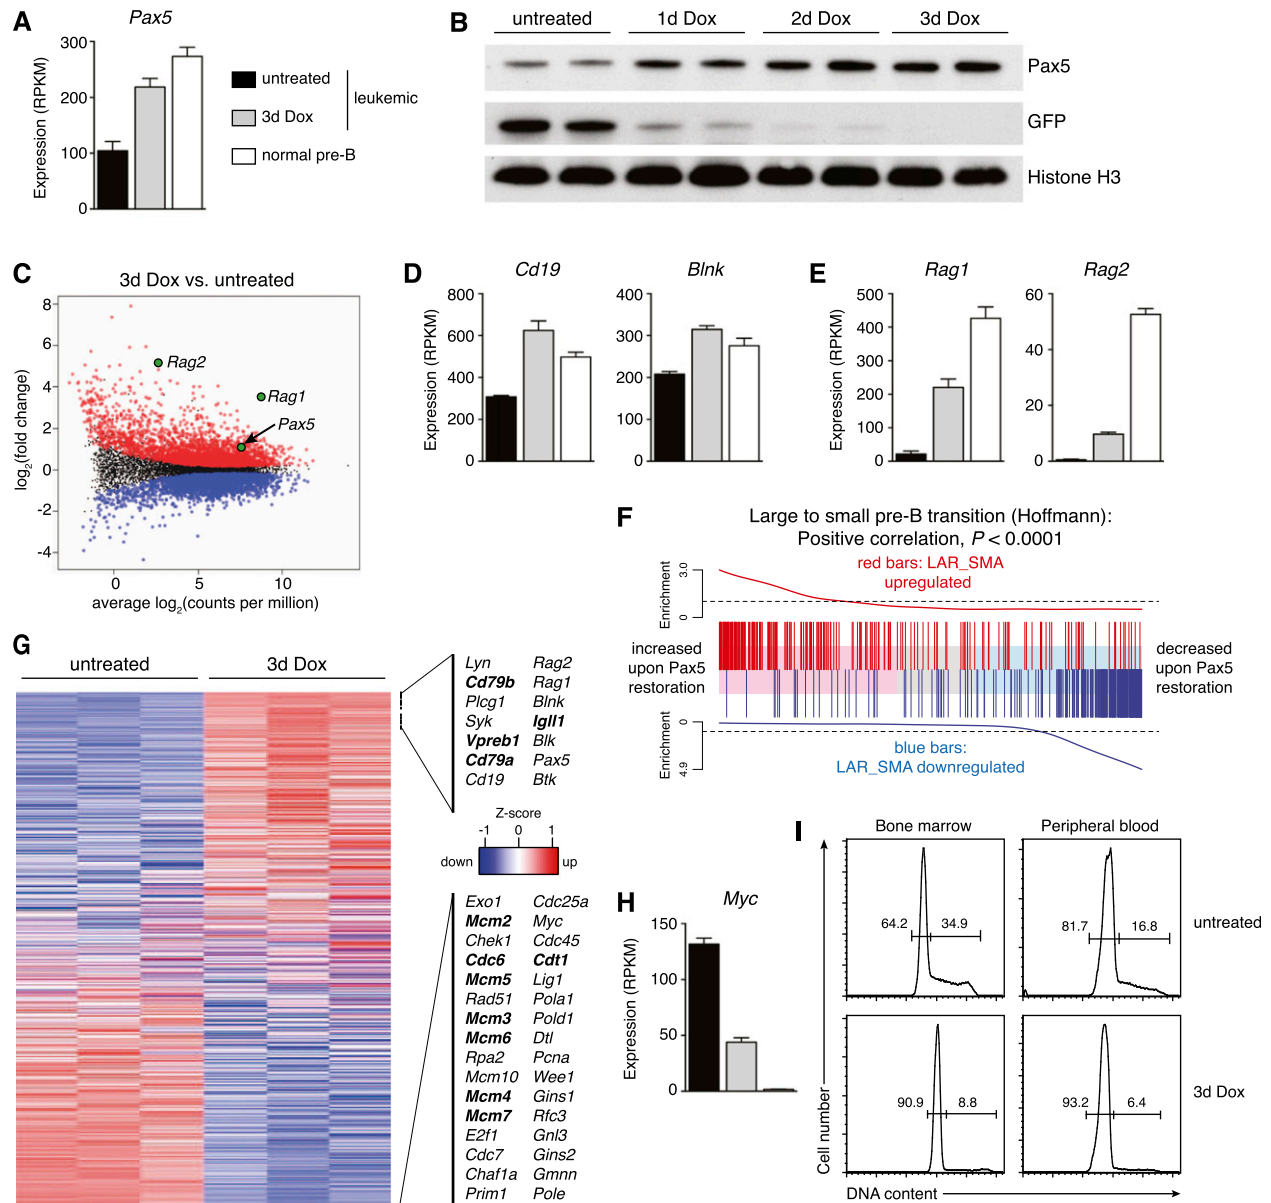 A
Pax5
Expression (RPKM)
300
200
100
0
untreated
3d Dox
leukemic
normal pre-B
B
untreated 1d Dox 2d Dox 3d Dox
Pax5
GFP
Histone H3
C
3d Dox vs. untreated
log2(fold change)
8
6
4
2
0
-2
-4
Rag2
Rag1
Pax5
0 5 10
average log2(counts per million)
D
Cd19
Expression (RPKM)
800
600
400
200
0
Blnk
400
300
200
100
0
E
Rag1
Expression (RPKM)
500
400
300
200
100
0
Rag2
60
40
20
0
F
Large to small pre-B transition (Hoffmann):
Positive correlation, P < 0.0001
red bars: LAR_SMA
upregulated
Enrichment
3.0
0
increased
upon Pax5
restoration
decreased
upon Pax5
restoration
Enrichment
0
4.9
blue bars:
LAR_SMA downregulated
G
untreated 3d Dox
Lyn Rag2
Cd79b Rag1
Plcg1 Blnk
Syk Igll1
Vpreb1 Blk
Cd79a Pax5
Cd19 Btk
Z-score
-1 0 1
down up
Exo1 Cdc25a
Mcm2 Myc
Chek1 Cdc45
Cdc6 Cdt1
Mcm5 Lig1
Rad51 Pola1
Mcm3 Pold1
Mcm6 Dtl
Rpa2 Pcna
Mcm10 Wee1
Mcm4 Gins1
Mcm7 Rfc3
E2f1 Gnl3
Cdc7 Gins2
Chaf1a Gmnn
Prim1 Pole
H
Myc
Expression (RPKM)
150
100
50
0
I
Bone marrow Peripheral blood
64.2 34.9
81.7 16.8
untreated
90.9 8.8
93.2 6.4
3d Dox
Cell number
DNA content